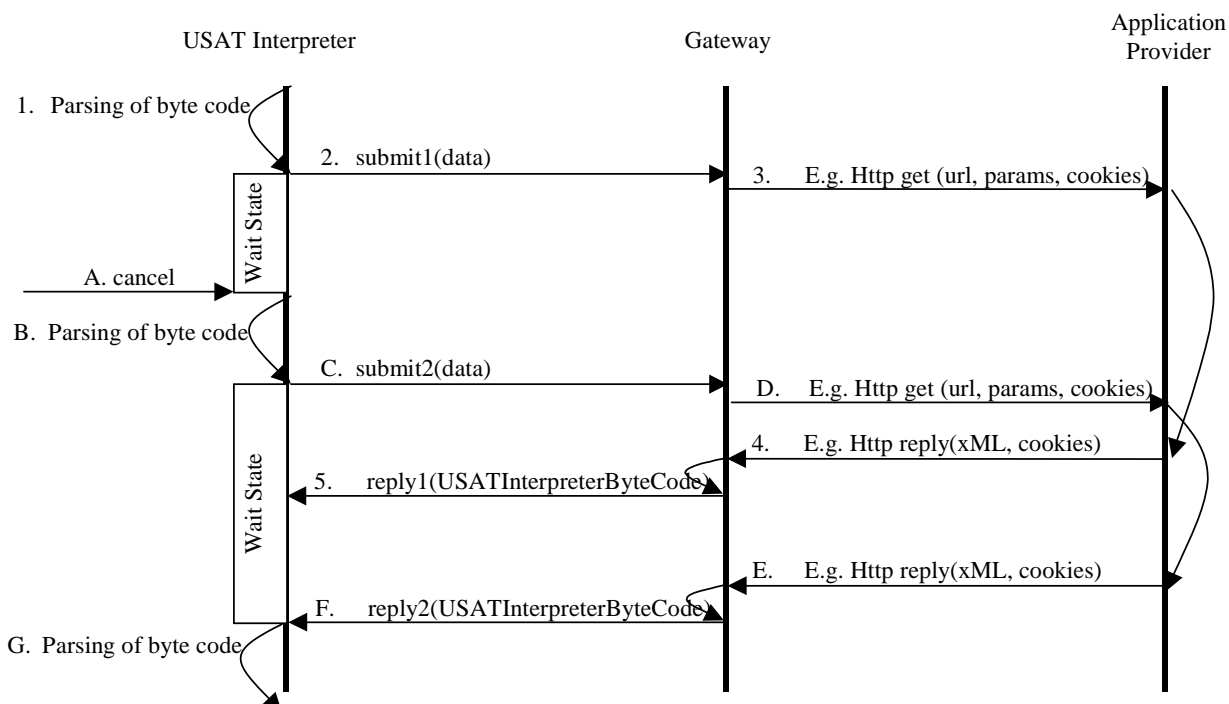 USAT Interpreter
Gateway
Application
Provider
1. Parsing of byte code
2. submit1(data)
3. E.g. Http get (url, params, cookies)
Wait State
A. cancel
B. Parsing of byte code
C. submit2(data)
D. E.g. Http get (url, params, cookies)
4. E.g. Http reply(xML, cookies)
5. reply1(USATInterpreterByteCode)
Wait State
E. E.g. Http reply(xML, cookies)
F. reply2(USATInterpreterByteCode)
G. Parsing of byte code